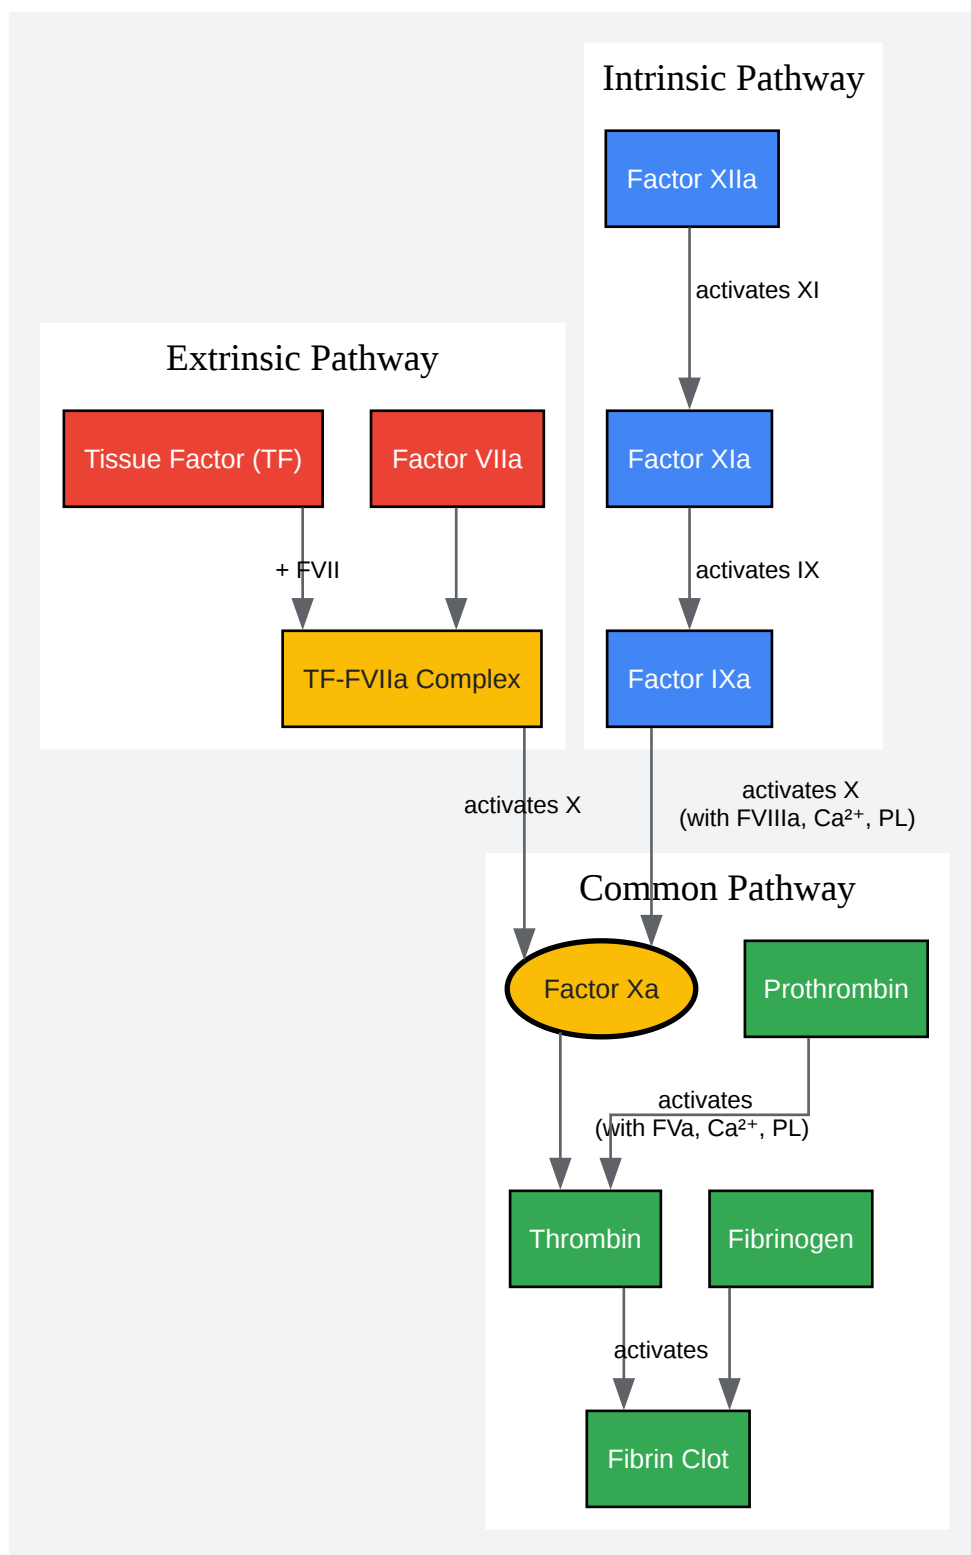 Intrinsic Pathway
Factor XIIa
activates XI
Extrinsic Pathway
Tissue Factor (TF)
Factor VIIa
Factor XIa
+ FVII
activates IX
TF-FVIIa Complex
Factor IXa
activates X
activates X
(with FVIIIa, Ca²⁺, PL)
Common Pathway
Factor Xa
Prothrombin
activates
(with FVa, Ca²⁺, PL)
Thrombin
Fibrinogen
activates
Fibrin Clot